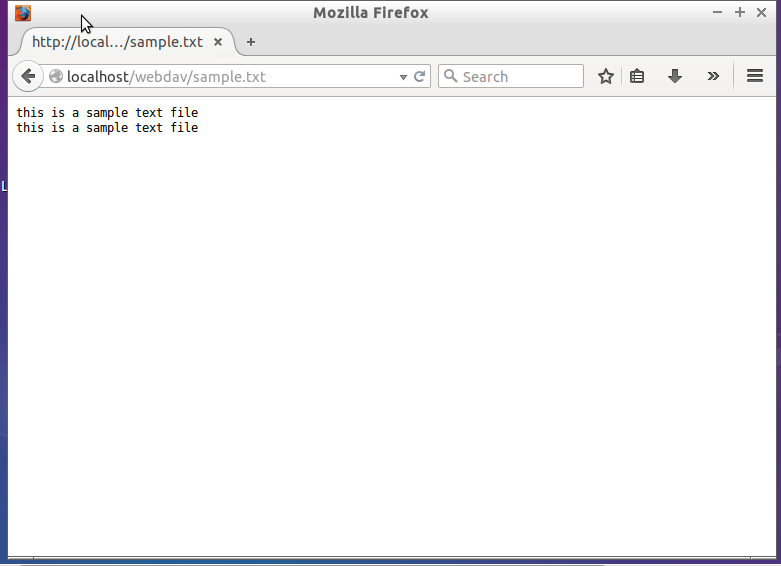 Mozilla Firefox
http://local.../sample.txt
localhost/webdav/sample.txt
Search
this is a sample text file
this is a sample text file
L